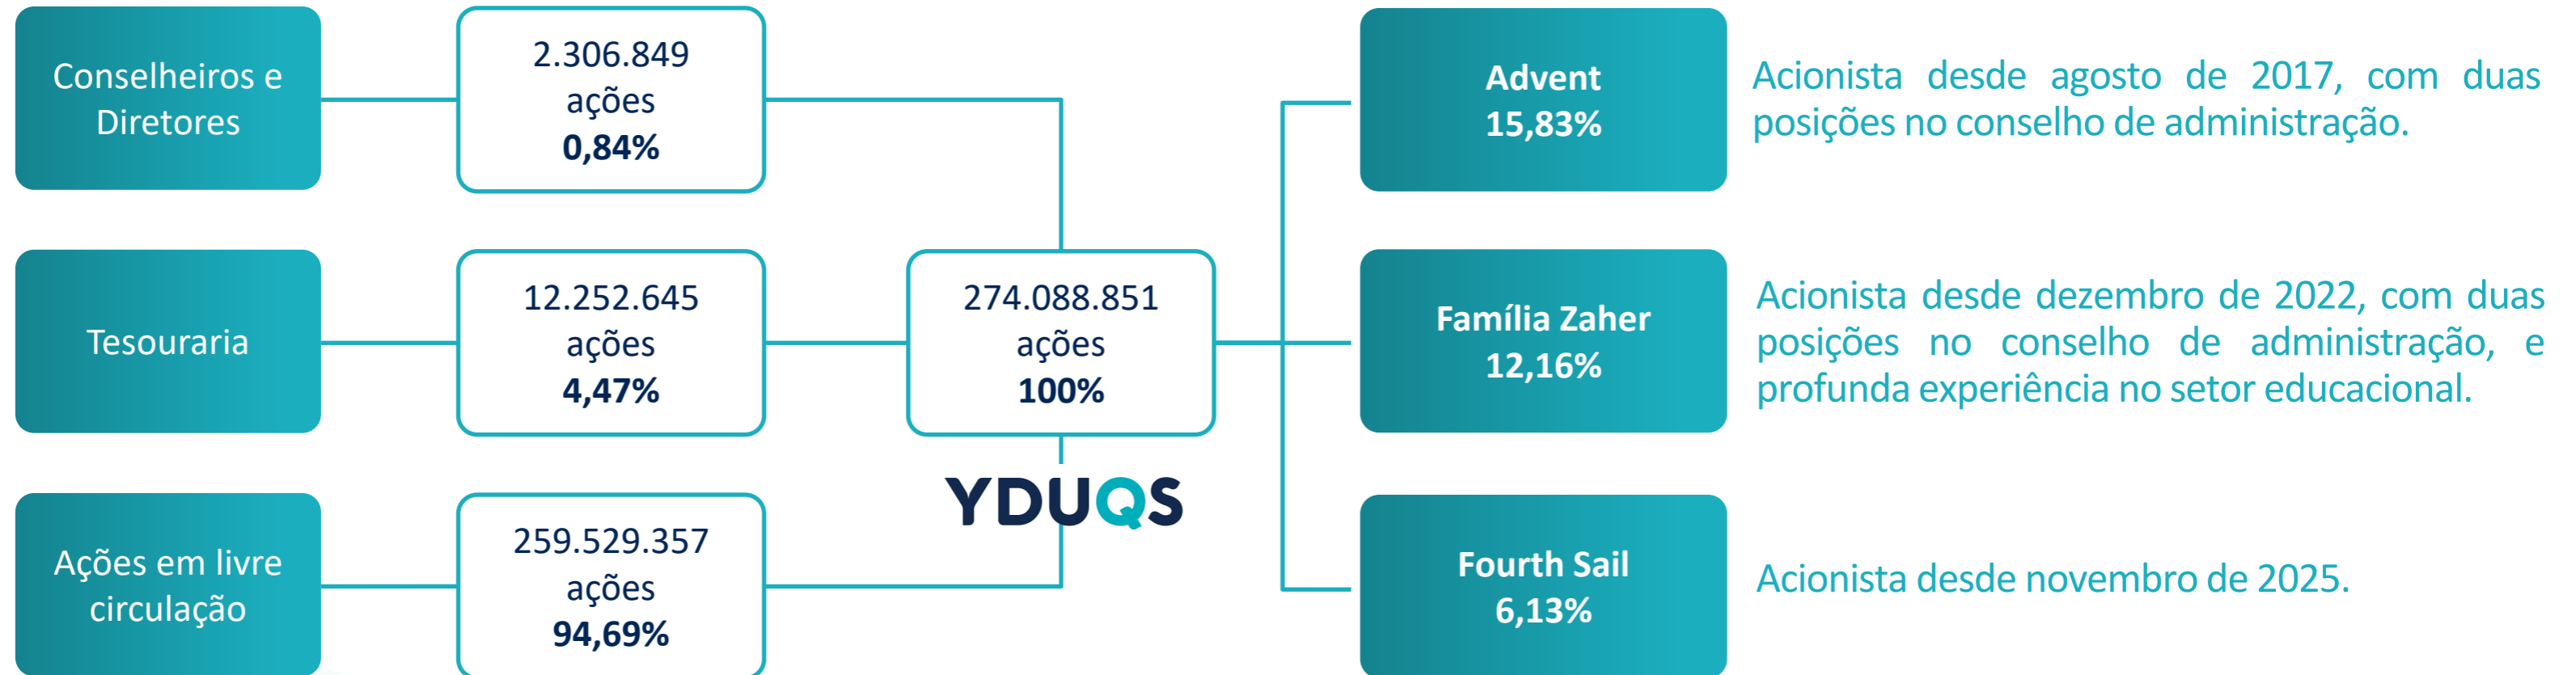 Conselheiros e
Diretores
2.306.849
ações
0,84%
Tesouraria
12.252.645
ações
4,47%
Ações em livre
circulação
259.529.357
ações
94,69%
274.088.851
ações
100%
YDUQS
Advent
15,83%
Acionista desde agosto de 2017, com duas
posições no conselho de administração.
Família Zaher
12,16%
Acionista desde dezembro de 2022, com duas
posições no conselho de administração, e
profunda experiência no setor educacional.
Fourth Sail
6,13%
Acionista desde novembro de 2025.